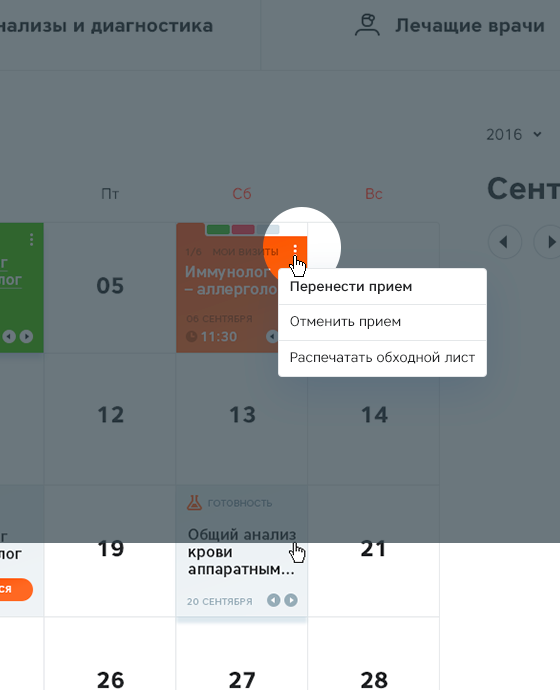 нализы и диагностика
Лечащие врачи
2016
Сент
Пт
Сб
Вс
г
лог
05
1/6 МОИ ВИЗИТЫ
Иммунолог
– аллерголо
06 СЕНТЯБРЯ
11:30
Перенести прием
Отменить прием
Распечатать обходной лист
12
13
14
г
лог
СЯ
19
ГОТОВНОСТЬ
Общий анализ
крови
аппаратным...
20 СЕНТЯБРЯ
21
26
27
28